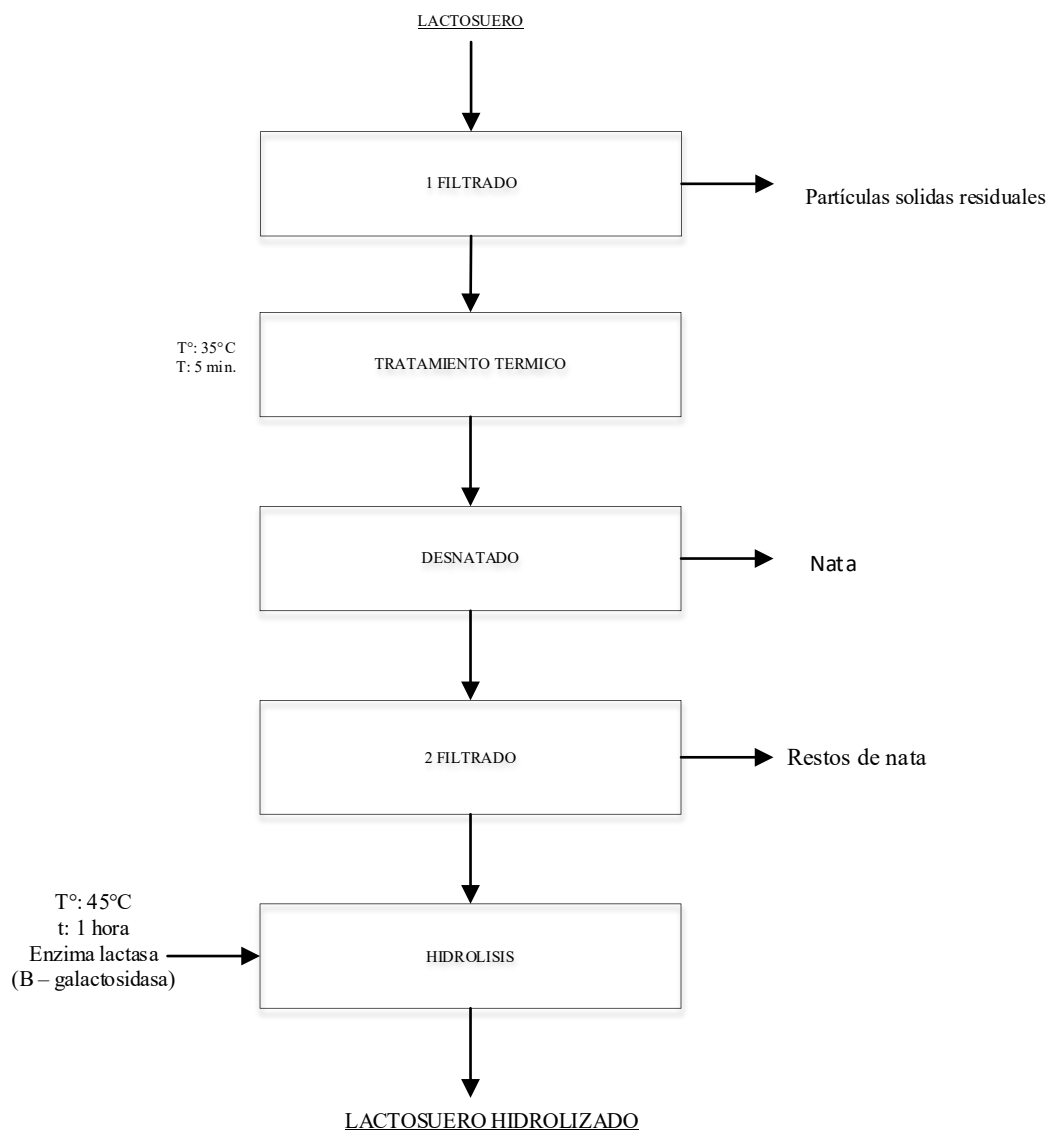 LACTOSUERO
1 FILTRADO
Partículas solidas residuales
T°: 35°C
T: 5 min.
TRATAMIENTO TERMICO
DESNATADO
Nata
2 FILTRADO
Restos de nata
T°: 45°C
t: 1 hora
Enzima lactasa
(B – galactosidasa)
HIDROLISIS
LACTOSUERO HIDROLIZADO